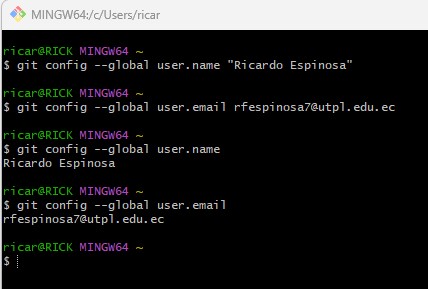 MINGW64:/c/Users/ricar
ricar@RICK MINGW64 ~
$ git config --global user.name "Ricardo Espinosa"
ricar@RICK MINGW64 ~
$ git config --global user.email rfespinosa7@utpl.edu.ec
ricar@RICK MINGW64 ~
$ git config --global user.name
Ricardo Espinosa
ricar@RICK MINGW64 ~
$ git config --global user.email
rfespinosa7@utpl.edu.ec
ricar@RICK MINGW64 ~
$